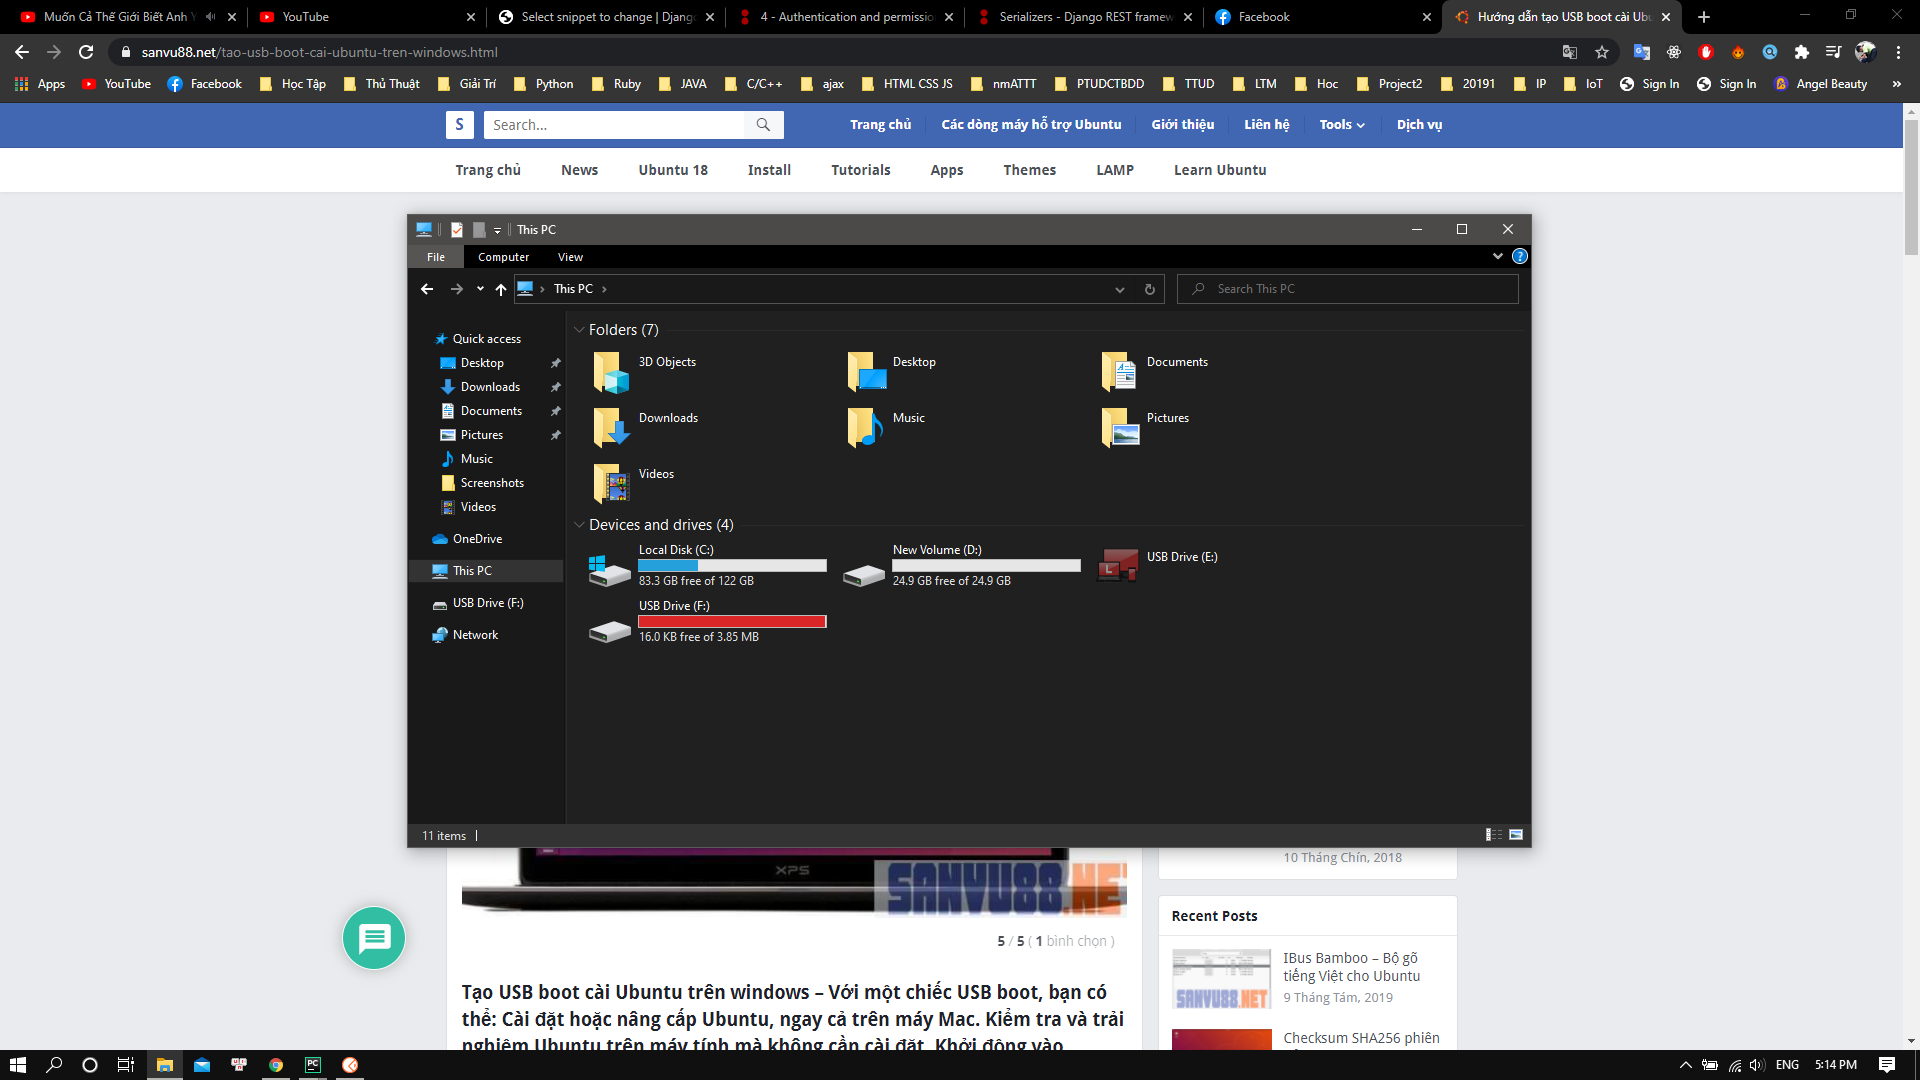 Muốn Cả Thế Giới Biết Anh Y
YouTube
Select snippet to change | Djang
4 - Authentication and permissio
Serializers - Django REST framew
Facebook
Hướng dẫn tạo USB boot cài Ubu
sanvu88.net/tao-usb-boot-cai-ubuntu-tren-windows.html
Apps
YouTube
Facebook
Học Tập
Thủ Thuật
Giải Trí
Python
Ruby
JAVA
C/C++
ajax
HTML CSS JS
nmATTT
PTUDCTBDD
TTUD
LTM
Hoc
Project2
20191
IP
IoT
Sign In
Sign In
Angel Beauty
»
S
Search...
Trang chủ
Các dòng máy hỗ trợ Ubuntu
Giới thiệu
Liên hệ
Tools
Dịch vụ
Trang chủ
News
Ubuntu 18
Install
Tutorials
Apps
Themes
LAMP
Learn Ubuntu
This PC
File
Computer
View
This PC
Search This PC
Quick access
Desktop
Downloads
Documents
Pictures
Music
Screenshots
Videos
OneDrive
This PC
USB Drive (F:)
Network
Folders (7)
3D Objects
Desktop
Documents
Downloads
Music
Pictures
Videos
Devices and drives (4)
Local Disk (C:)
83.3 GB free of 122 GB
New Volume (D:)
24.9 GB free of 24.9 GB
L
USB Drive (E:)
USB Drive (F:)
16.0 KB free of 3.85 MB
11 items
XPS
SANVU88.NE
5 / 5 ( 1 bình chọn )
Tạo USB boot cài Ubuntu trên windows – Với một chiếc USB boot, bạn có
thể: Cài đặt hoặc nâng cấp Ubuntu, ngay cả trên máy Mac. Kiểm tra và trải
nghiệm Ubuntu trên máy tính mà không cần cài đặt. Khởi động vào
10 Tháng Chín, 2018
Recent Posts
SANVU88.NET
IBus Bamboo – Bộ gõ
tiếng Việt cho Ubuntu
9 Tháng Tám, 2019
Checksum SHA256 phiên
PC
ENG
5:14 PM